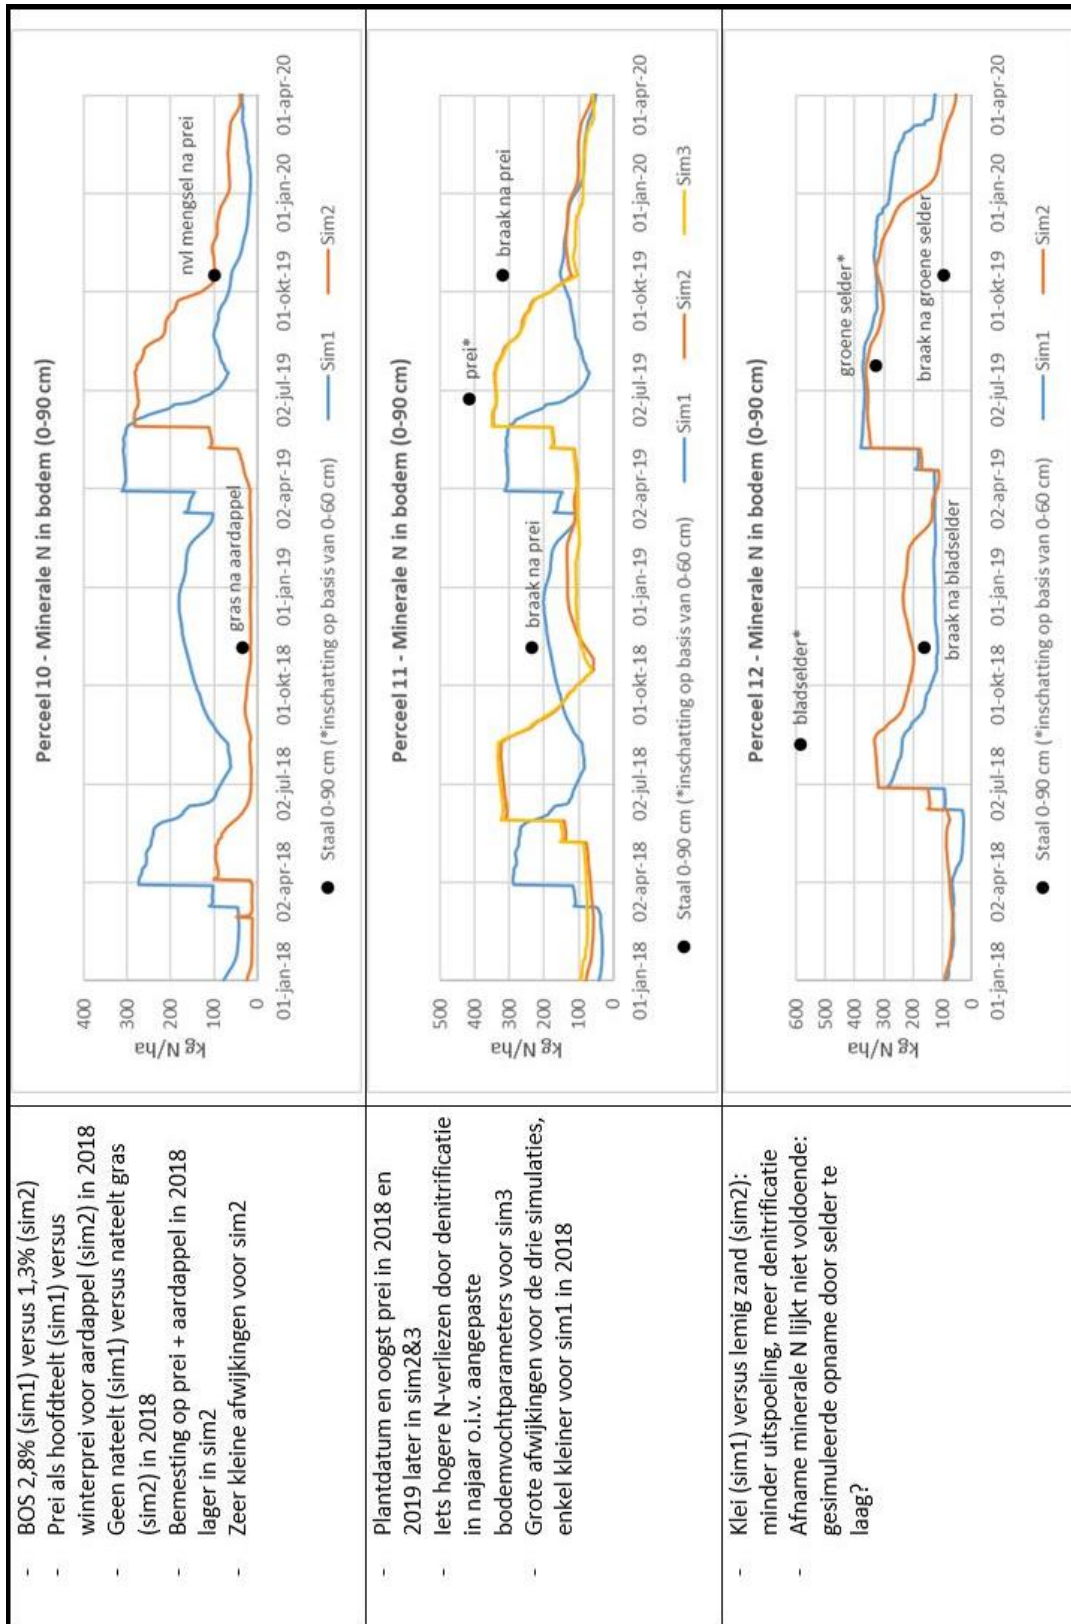 - BOS 2,8% (sim1) versus 1,3% (sim2)
- Prei als hoofdteelt (sim1) versus
winterprei voor aardappel (sim2) in 2018
- Geen nateelt (sim1) versus nateelt gras
(sim2) in 2018
- Bemesting op prei + aardappel in 2018
lager in sim2
- Zeer kleine afwijkingen voor sim2
Perceel 10 - Minerale N in bodem (0-90 cm)
kg N/ha
400
300
200
100
0
gras na aardappel
nvl mengsel na prei
01-jan-18 02-apr-18 02-jul-18 01-okt-18 01-jan-19 02-apr-19 02-jul-19 01-okt-19 01-jan-20 01-apr-20
Staal 0-90 cm (*inschatting op basis van 0-60 cm) Sim1 Sim2
- Plantdatum en oogst prei in 2018 en
2019 later in sim2&3
- Iets hogere N-verliezen door denitrificatie
in najaar o.i.v. aangepaste
bodemvochtparameters voor sim3
- Grote afwijkingen voor de drie simulaties,
enkel kleiner voor sim1 in 2018
Perceel 11 - Minerale N in bodem (0-90 cm)
kg N/ha
500
400
300
200
100
0
braak na prei
prei*
braak na prei
01-jan-18 02-apr-18 02-jul-18 01-okt-18 01-jan-19 02-apr-19 02-jul-19 01-okt-19 01-jan-20 01-apr-20
Staal 0-90 cm (*inschatting op basis van 0-60 cm) Sim1 Sim2 Sim3
- Klei (sim1) versus lemig zand (sim2):
minder uitspoeling, meer denitrificatie
- Afname minerale N lijkt niet voldoende:
gesimuleerde opname door selder te
laag?
Perceel 12 - Minerale N in bodem (0-90 cm)
kg N/ha
600
500
400
300
200
100
0
bladselder*
braak na bladselder
groene selder*
braak na groene selder
01-jan-18 02-apr-18 02-jul-18 01-okt-18 01-jan-19 02-apr-19 02-jul-19 01-okt-19 01-jan-20 01-apr-20
Staal 0-90 cm (*inschatting op basis van 0-60 cm) Sim1 Sim2